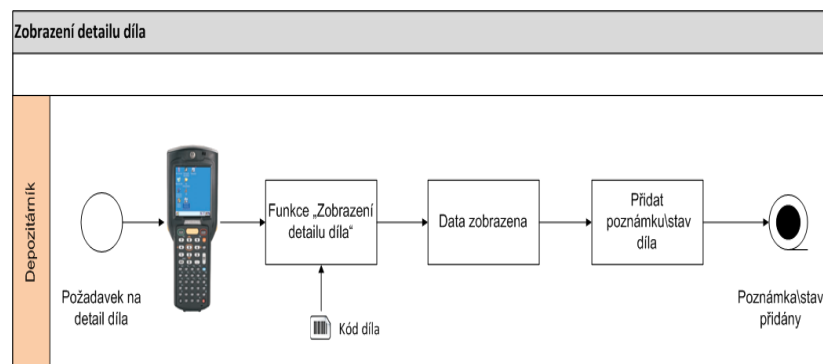 Zobrazení detailu díla
Depozitárník
Požadavek na
detail díla
Funkce „Zobrazení
detailu díla“
Kód díla
Data zobrazena
Přidat
poznámku\stav
díla
Poznámka\stav
přidány